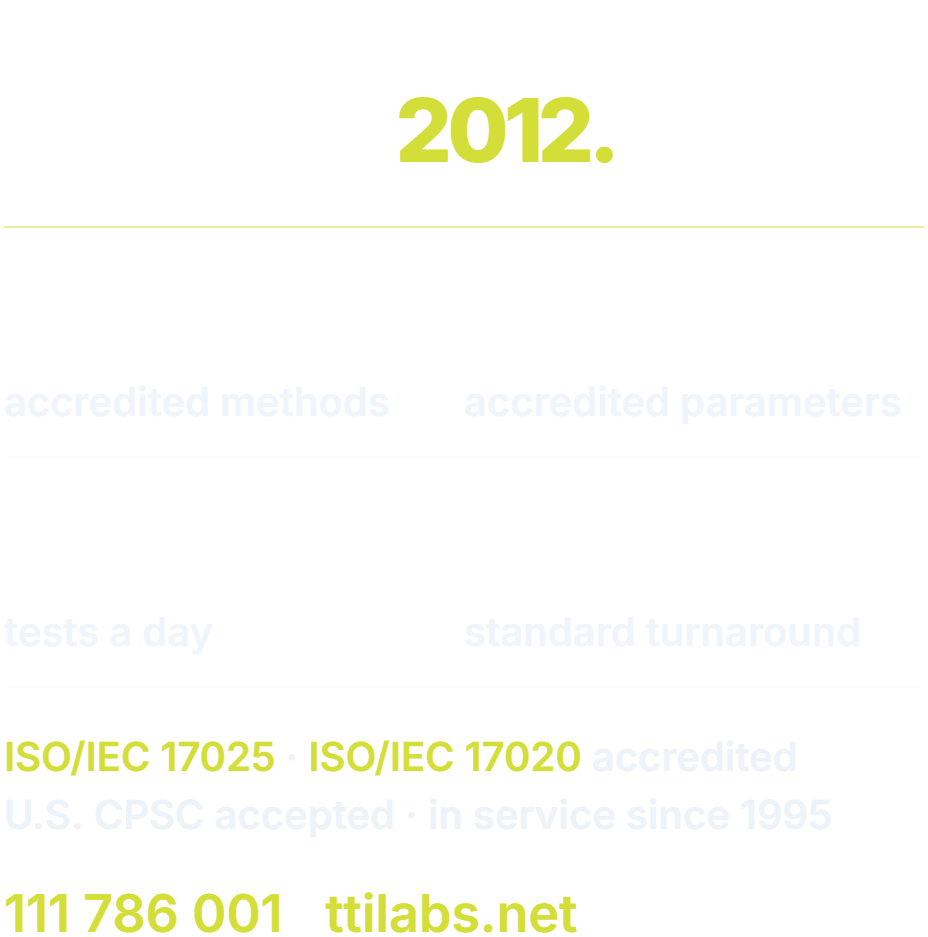 2012.
accredited methods accredited parameters
tests a day standard turnaround
ISO/IEC 17025 · ISO/IEC 17020 accredited
U.S. CPSC accepted · in service since 1995
111 786 001 ttilabs.net